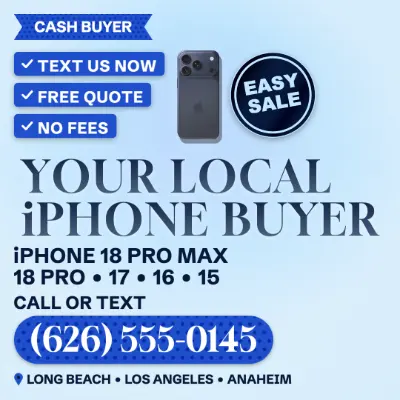 CASH BUYER
✓ TEXT US NOW
✓ FREE QUOTE
✓ NO FEES
EASY
SALE
YOUR LOCAL
iPHONE BUYER
iPHONE 18 PRO MAX
18 PRO • 17 • 16 • 15
CALL OR TEXT
(626) 555-0145
LONG BEACH • LOS ANGELES • ANAHEIM